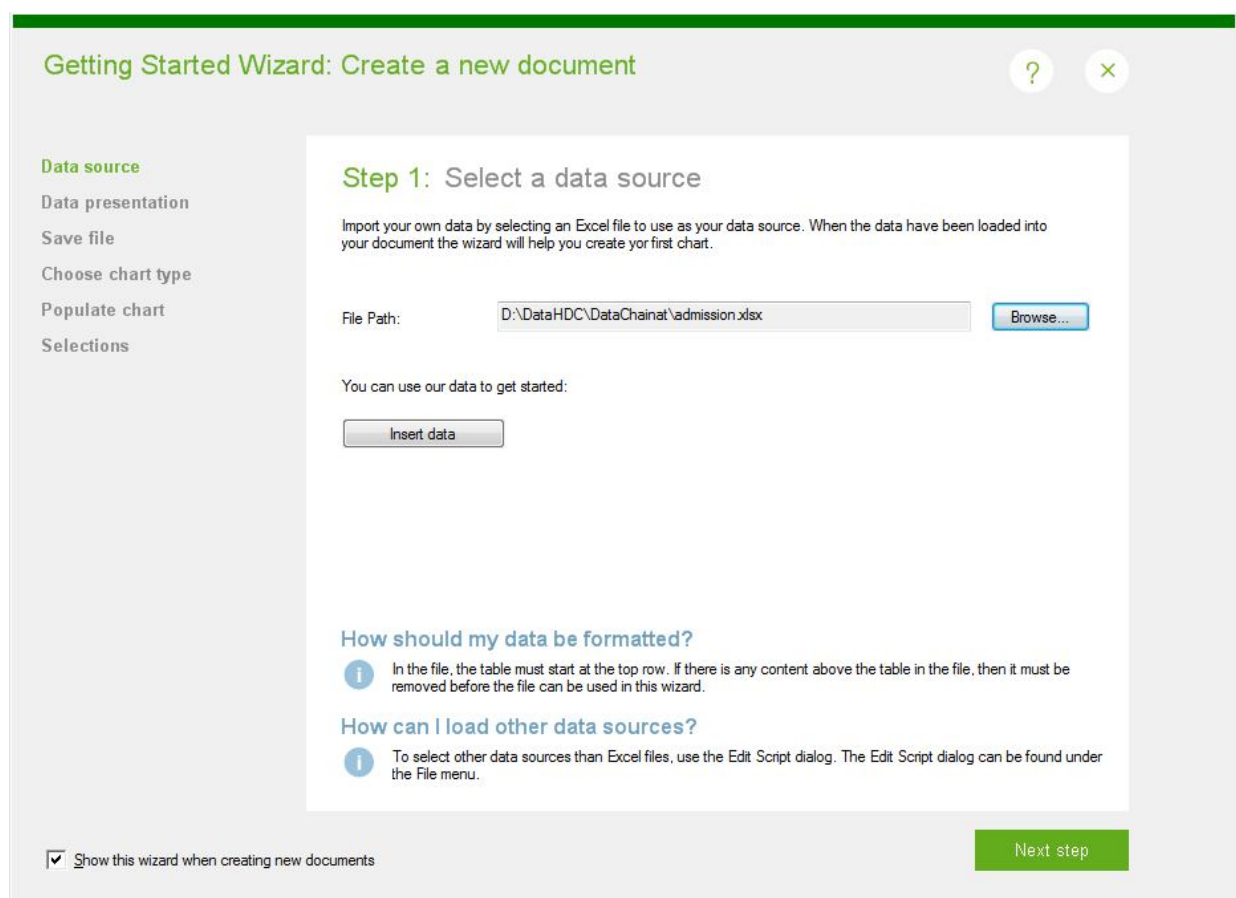 Getting Started Wizard: Create a new document
?
×
Data source
Data presentation
Save file
Choose chart type
Populate chart
Selections
Step 1: Select a data source
Import your own data by selecting an Excel file to use as your data source. When the data have been loaded into
your document the wizard will help you create yor first chart.
File Path:
D:\DataHDC\DataChainat\admission.xlsx
Browse...
You can use our data to get started:
Insert data
How should my data be formatted?
i
In the file, the table must start at the top row. If there is any content above the table in the file, then it must be
removed before the file can be used in this wizard.
How can I load other data sources?
i
To select other data sources than Excel files, use the Edit Script dialog. The Edit Script dialog can be found under
the File menu.
Show this wizard when creating new documents
Next step